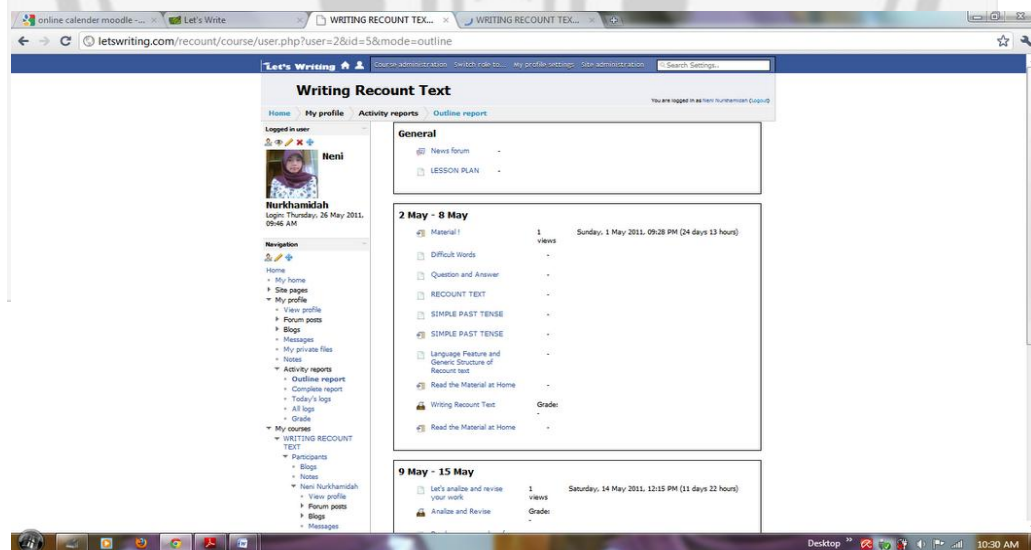 online calender moodle -...
Let's Write
WRITING RECOUNT TEX...
WRITING RECOUNT TEX...
letswriting.com/recount/course/user.php?user=2&id=5&mode=outline
Let's Writing
Course administration Switch role to... My profile settings Site administration
Search Settings..
Writing Recount Text
You are logged in as Neni Nurkhamidah (Logout)
Home My profile Activity reports Outline report
Logged in user
Neni
Nurkhamidah
Login: Thursday, 26 May 2011,
09:46 AM
Navigation
Home
My home
Site pages
My profile
View profile
Forum posts
Blogs
Messages
My private files
Notes
Activity reports
Outline report
Complete report
Today's logs
All logs
Grade
My courses
WRITING RECOUNT
TEXT
Participants
Blogs
Notes
Neni Nurkhamidah
View profile
Forum posts
Blogs
Messages
General
News forum -
LESSON PLAN -
2 May - 8 May
Material ! 1 views Sunday, 1 May 2011, 09:28 PM (24 days 13 hours)
Difficult Words -
Question and Answer -
RECOUNT TEXT -
SIMPLE PAST TENSE -
SIMPLE PAST TENSE -
Language Feature and -
Generic Structure of
Recount text
Read the Material at Home -
Writing Recount Text Grade:
-
Read the Material at Home -
9 May - 15 May
Let's analize and revise 1 Saturday, 14 May 2011, 12:15 PM (11 days 22 hours)
your work views
Analize and Revise Grade:
-
Desktop » 10:30 AM